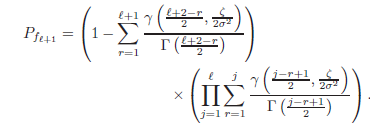 P_{f_{\ell+1}} = \left(1 - \sum_{r=1}^{\ell+1} \frac{\gamma\left(\frac{\ell+2-r}{2}, \frac{\zeta}{2\sigma^2}\right)}{\Gamma\left(\frac{\ell+2-r}{2}\right)}\right)
\times \left(\prod_{j=1}^{\ell} \sum_{r=1}^{j} \frac{\gamma\left(\frac{j-r+1}{2}, \frac{\zeta}{2\sigma^2}\right)}{\Gamma\left(\frac{j-r+1}{2}\right)}\right).